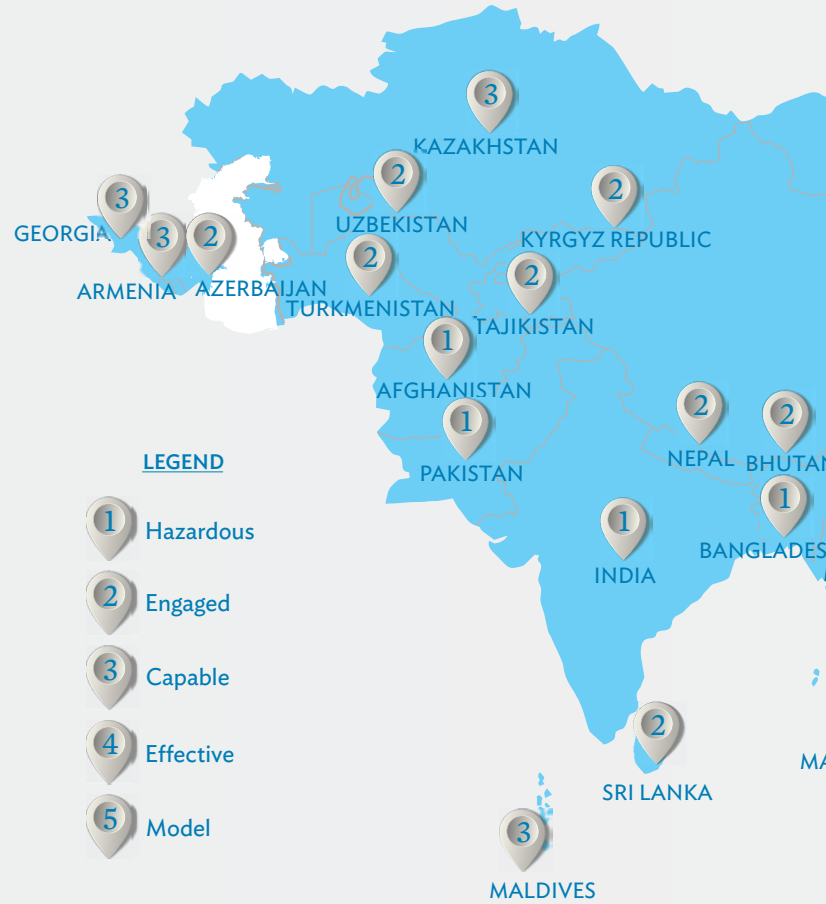 3
KAZAKHSTAN
2
UZBEKISTAN
2
KYRGYZ REPUBLIC
3
GEORGIA
3
ARMENIA
2
AZERBAIJAN
2
TURKMENISTAN
2
TAJIKISTAN
1
AFGHANISTAN
1
PAKISTAN
2
NEPAL
2
BHUTAN
1
BANGLADES
1
INDIA
2
SRI LANKA
MA
3
MALDIVES
LEGEND
1 Hazardous
2 Engaged
3 Capable
4 Effective
5 Model